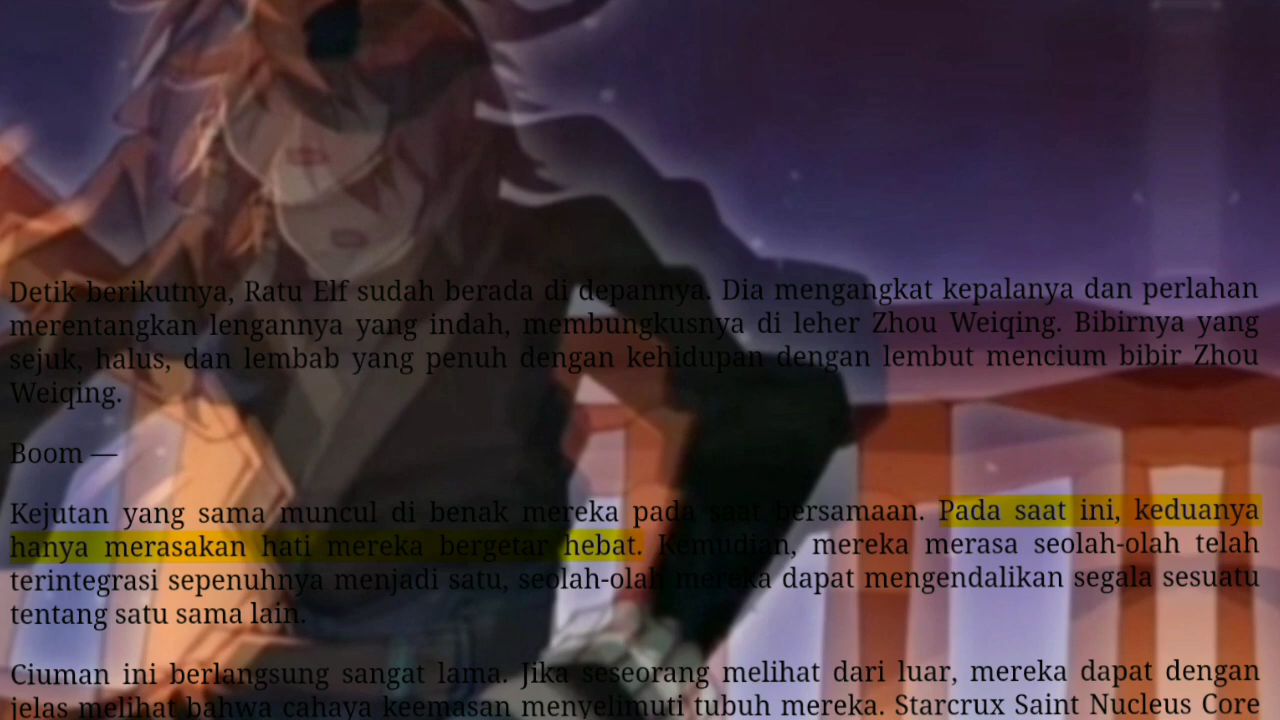 Detik berikutnya, Ratu Elf sudah berada di depannya. Dia mengangkat kepalanya dan perlahan
merentangkan lengannya yang indah, membungkusnya di leher Zhou Weiqing. Bibirnya yang
sejuk, halus, dan lembab yang penuh dengan kehidupan dengan lembut mencium bibir Zhou
Weiqing.
Boom —
Kejutan yang sama muncul di benak mereka pada saat bersamaan. Pada saat ini, keduanya
hanya merasakan hati mereka bergetar hebat. Kemudian, mereka merasa seolah-olah telah
terintegrasi sepenuhnya menjadi satu, seolah-olah mereka dapat mengendalikan segala sesuatu
tentang satu sama lain.
Ciuman ini berlangsung sangat lama. Jika seseorang melihat dari luar, mereka dapat dengan
jelas melihat bahwa cahaya keemasan menyelimuti tubuh mereka. Starcrux Saint Nucleus Core